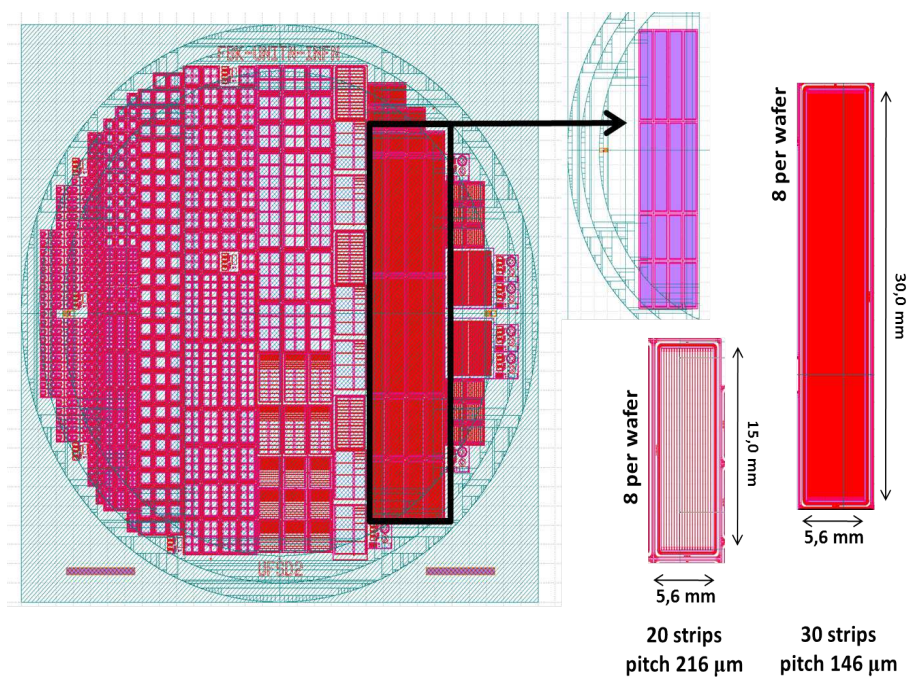 FBK-UNITN-INFN
UFSD2
8 per wafer
30,0 mm
5,6 mm
8 per wafer
15,0 mm
5,6 mm
20 strips
pitch 216 µm
30 strips
pitch 146 µm